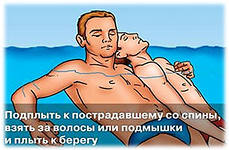 Подплыть к пострадавшему со спины,
взять за волосы или подмышки
и плыть к берегу